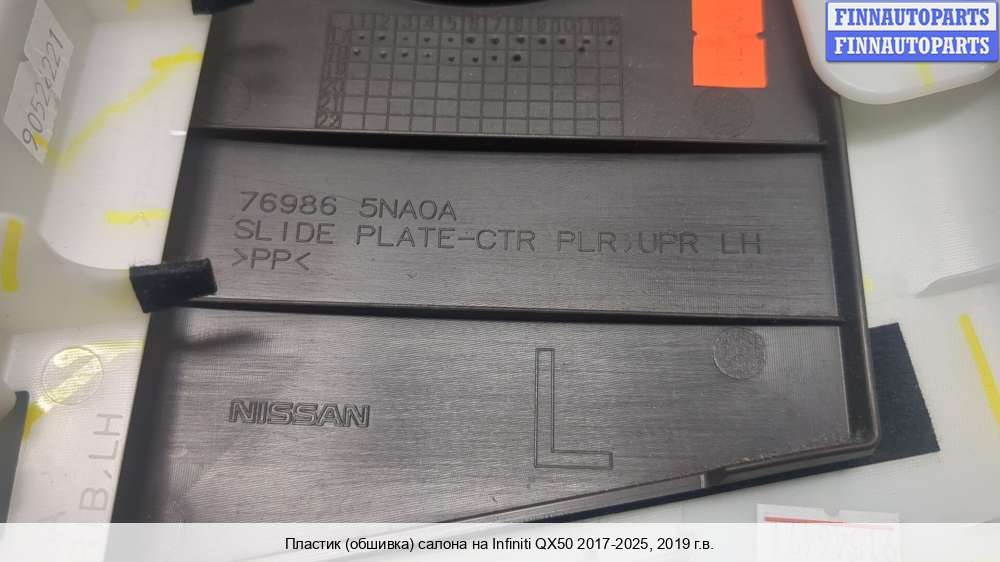 FINNAUTOPARTS
FINNAUTOPARTS
90524221
76986 5NA0A
SLIDE PLATE-CTR PLR,UPR LH
>PP<
NISSAN
L
B,LH
Пластик (обшивка) салона на Infiniti QX50 2017-2025, 2019 г.в.